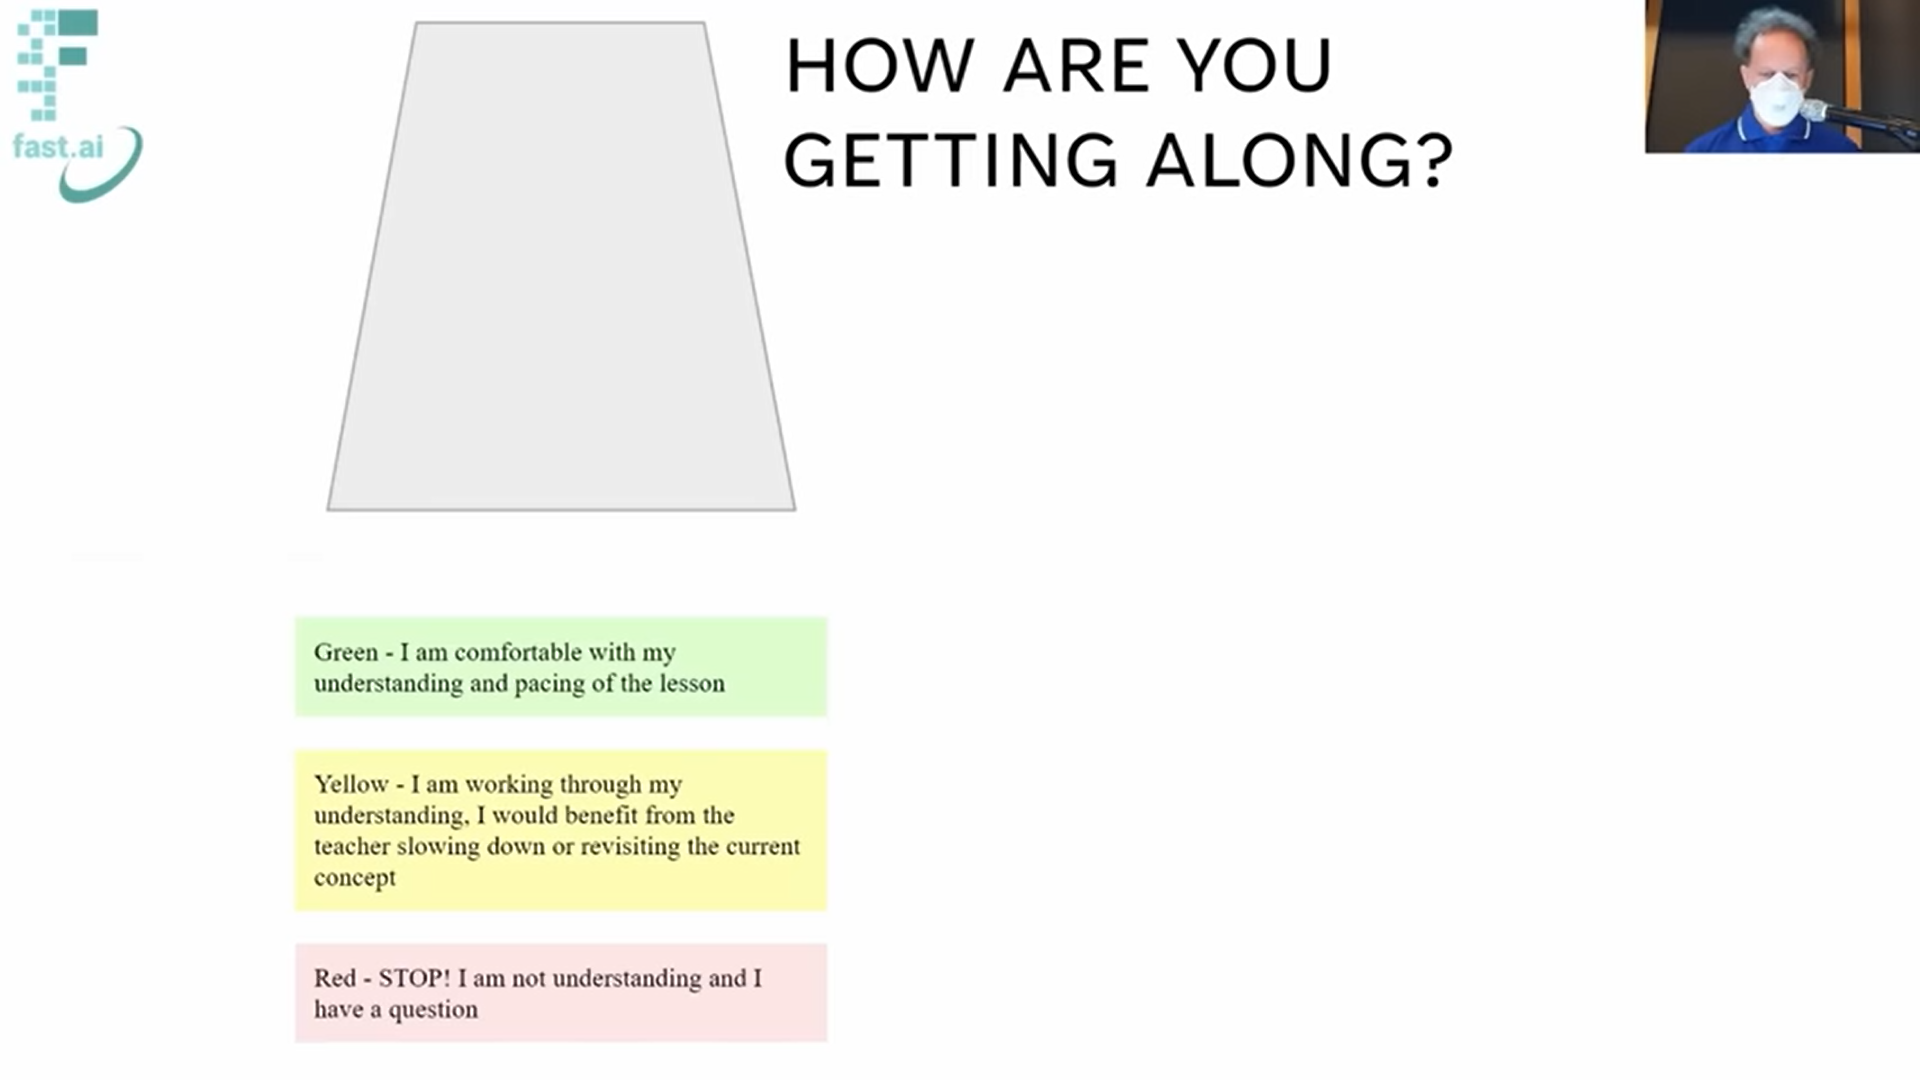 fast.ai
HOW ARE YOU
GETTING ALONG?
Green - I am comfortable with my
understanding and pacing of the lesson
Yellow - I am working through my
understanding, I would benefit from the
teacher slowing down or revisiting the current
concept
Red - STOP! I am not understanding and I
have a question